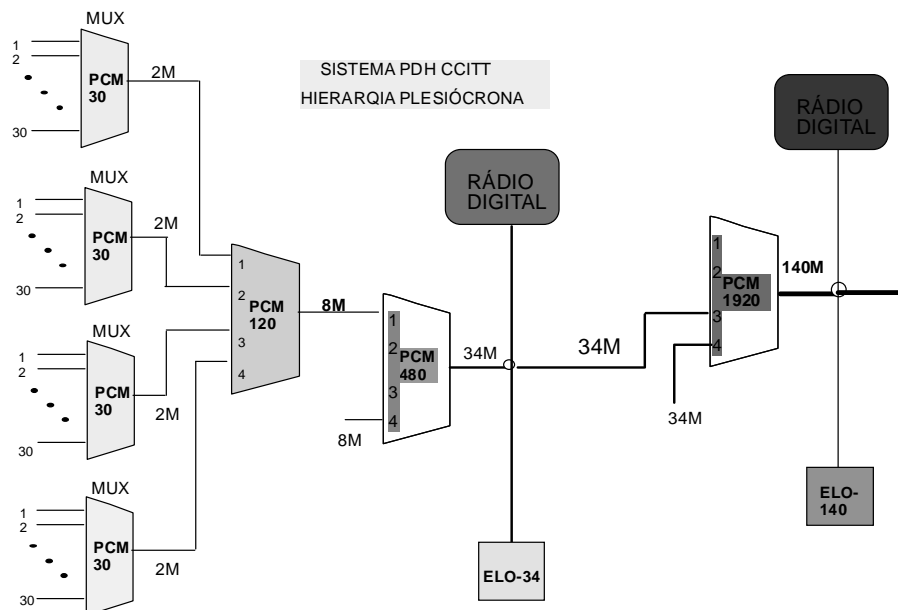 MUX
1
2
30
PCM
30
2M
SISTEMA PDH CCITT
HIERARQIA PLESIÓCRONA
RÁDIO
DIGITAL
MUX
1
2
30
PCM
30
2M
RÁDIO
DIGITAL
1
2
3
4
PCM
120
8M
1
2
3
4
PCM
480
8M
34M
34M
1
2
3
4
PCM
1920
34M
140M
MUX
1
2
30
PCM
30
2M
MUX
1
2
30
PCM
30
2M
ELO-34
ELO-
140